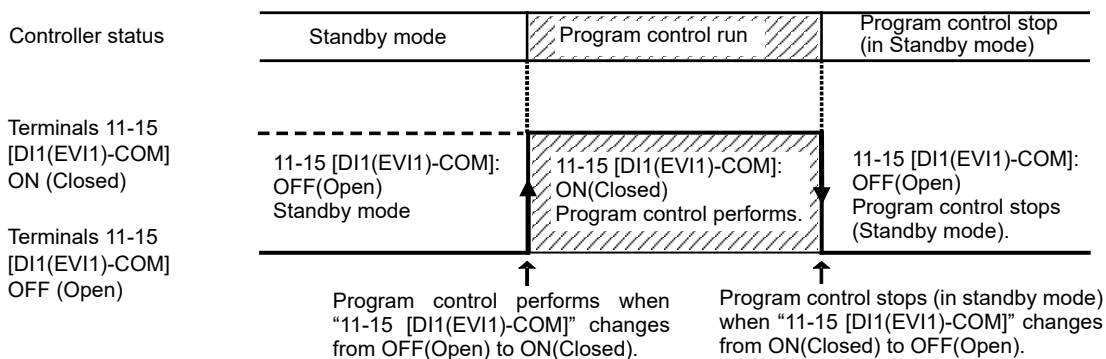 Controller status
Standby mode
Program control run
Program control stop
(in Standby mode)
Terminals 11-15
[DI1(EVI1)-COM]
ON (Closed)
11-15 [DI1(EVI1)-COM]:
OFF(Open)
Standby mode
11-15 [DI1(EVI1)-COM]:
ON(Closed)
Program control performs.
11-15 [DI1(EVI1)-COM]:
OFF(Open)
Program control stops
(Standby mode).
Terminals 11-15
[DI1(EVI1)-COM]
OFF (Open)
Program control performs when
“11-15 [DI1(EVI1)-COM]” changes
from OFF(Open) to ON(Closed).
Program control stops (in standby mode)
when “11-15 [DI1(EVI1)-COM]” changes
from ON(Closed) to OFF(Open).